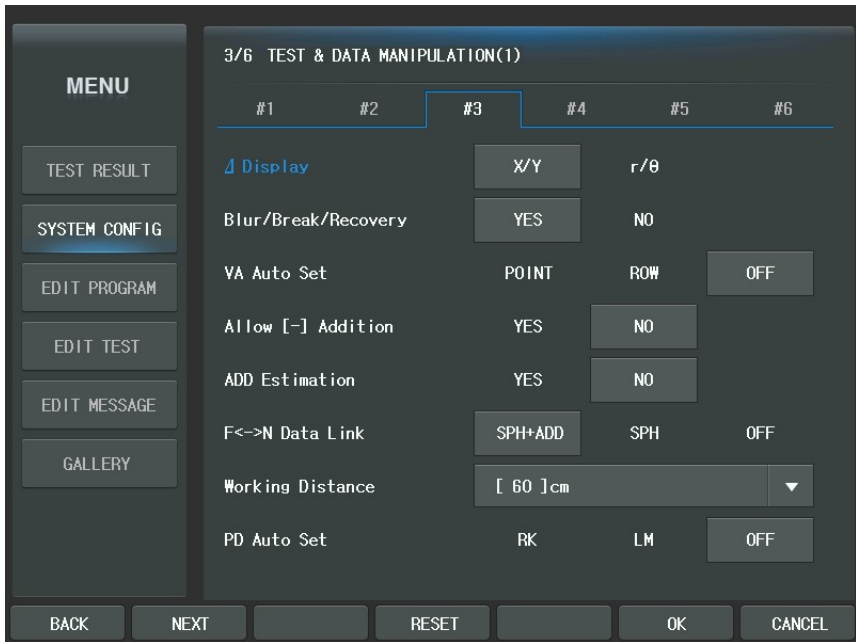 MENU
TEST RESULT
SYSTEM CONFIG
EDIT PROGRAM
EDIT TEST
EDIT MESSAGE
GALLERY
3/6 TEST & DATA MANIPULATION(1)
#1 #2 #3 #4 #5 #6
⊿ Display X/Y r/θ
Blur/Break/Recovery YES NO
VA Auto Set POINT ROW OFF
Allow [-] Addition YES NO
ADD Estimation YES NO
F<->N Data Link SPH+ADD SPH OFF
Working Distance [ 60 ]cm
PD Auto Set RK LM OFF
BACK NEXT RESET OK CANCEL